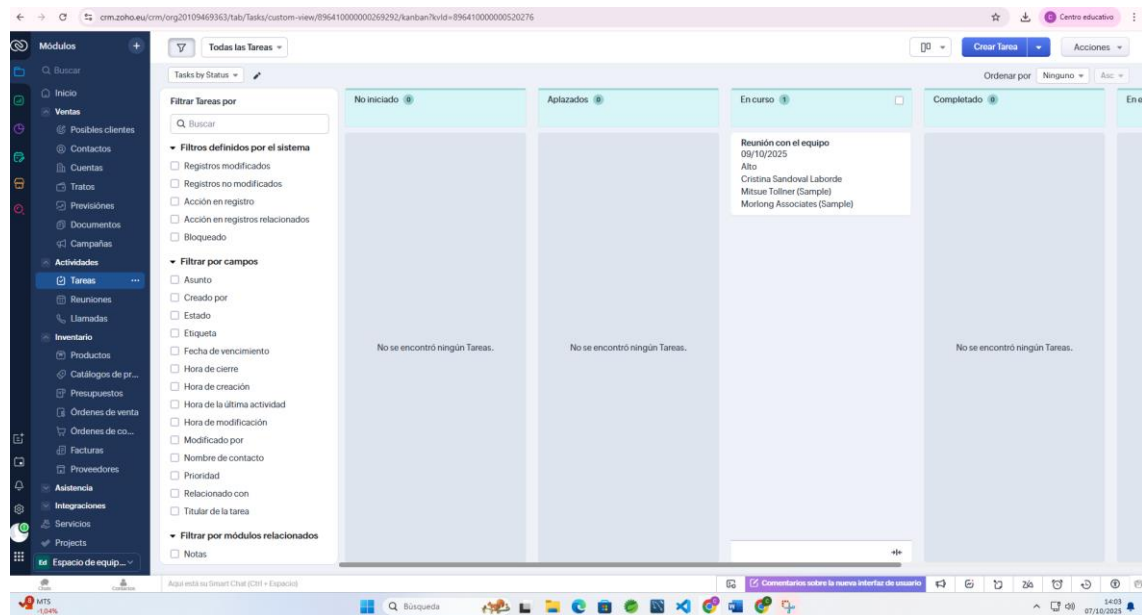 crm.zoho.eu/crm/org20109469363/tab/Tasks/custom-view/896410000000269292/kanban?kvId=896410000000520276
Centro educativo
Módulos
Todas las Tareas
Crear Tarea
Acciones
Buscar
Tasks by Status
Ordenar por
Ninguno
Asc
Inicio
Ventas
Posibles clientes
Contactos
Cuentas
Tratos
Previsiónes
Documentos
Campañas
Actividades
Tareas
Reuniones
Llamadas
Inventario
Productos
Catálogos de pr...
Presupuestos
Órdenes de venta
Órdenes de co...
Facturas
Proveedores
Asistencia
Integraciones
Servicios
Projects
Ed Espacio de equip...
Filtrar Tareas por
Buscar
Filtros definidos por el sistema
Registros modificados
Registros no modificados
Acción en registro
Acción en registros relacionados
Bloqueado
Filtrar por campos
Asunto
Creado por
Estado
Etiqueta
Fecha de vencimiento
Hora de cierre
Hora de creación
Hora de la última actividad
Hora de modificación
Modificado por
Nombre de contacto
Prioridad
Relacionado con
Titular de la tarea
Filtrar por módulos relacionados
Notas
No iniciado 0
No se encontró ningún Tareas.
Aplazados 0
No se encontró ningún Tareas.
En curso 1
Reunión con el equipo
09/10/2025
Alto
Cristina Sandoval Laborde
Mitsue Tollner (Sample)
Morlong Associates (Sample)
Completado 0
No se encontró ningún Tareas.
En e
Chats
Contactos
Aquí está su Smart Chat (Ctrl + Espacio)
Comentarios sobre la nueva interfaz de usuario
MTS
-1,04%
Búsqueda
14:03
07/10/2025